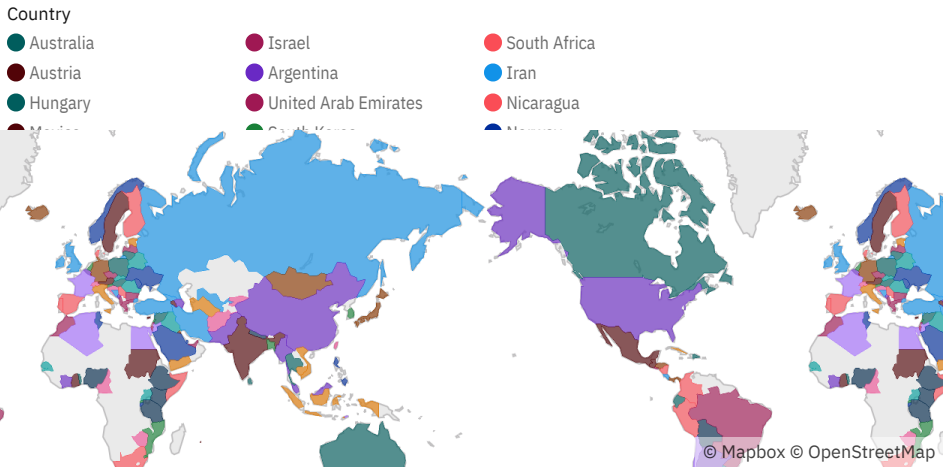 Country
Australia
Israel
South Africa
Austria
Argentina
Iran
Hungary
United Arab Emirates
Nicaragua
© Mapbox © OpenStreetMap